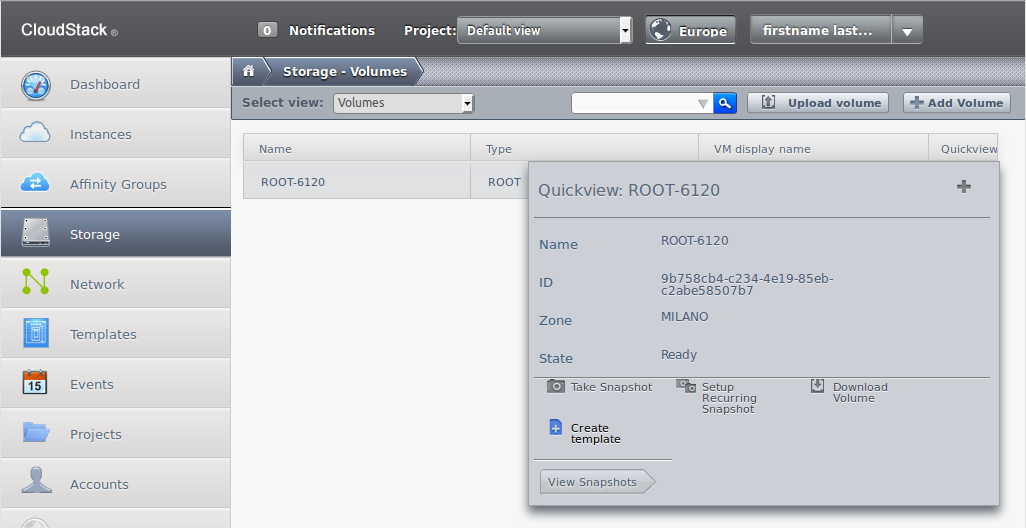 CloudStack ®
0 Notifications
Project: Default view
Europe
firstname last...
Dashboard
Instances
Affinity Groups
Storage
Network
Templates
15
Events
Projects
Accounts
Storage - Volumes
Select view: Volumes
Upload volume
Add Volume
Name Type VM display name Quickview
ROOT-6120 ROOT
Quickview: ROOT-6120
Name ROOT-6120
ID 9b758cb4-c234-4e19-85eb-
c2abe58507b7
Zone MILANO
State Ready
Take Snapshot
Setup
Recurring
Snapshot
Download
Volume
Create
template
View Snapshots